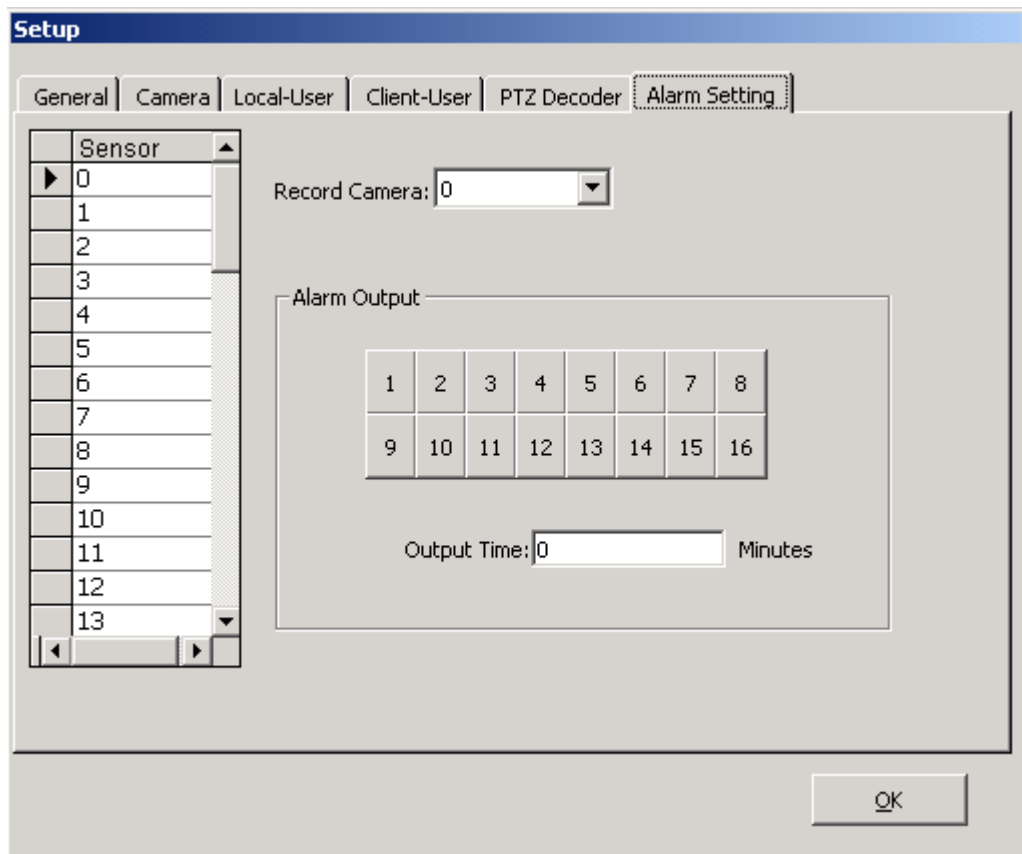 Setup
General Camera Local-User Client-User PTZ Decoder Alarm Setting
Sensor
0
1
2
3
4
5
6
7
8
9
10
11
12
13
Record Camera: 0
Alarm Output
1 2 3 4 5 6 7 8
9 10 11 12 13 14 15 16
Output Time: 0 Minutes
OK